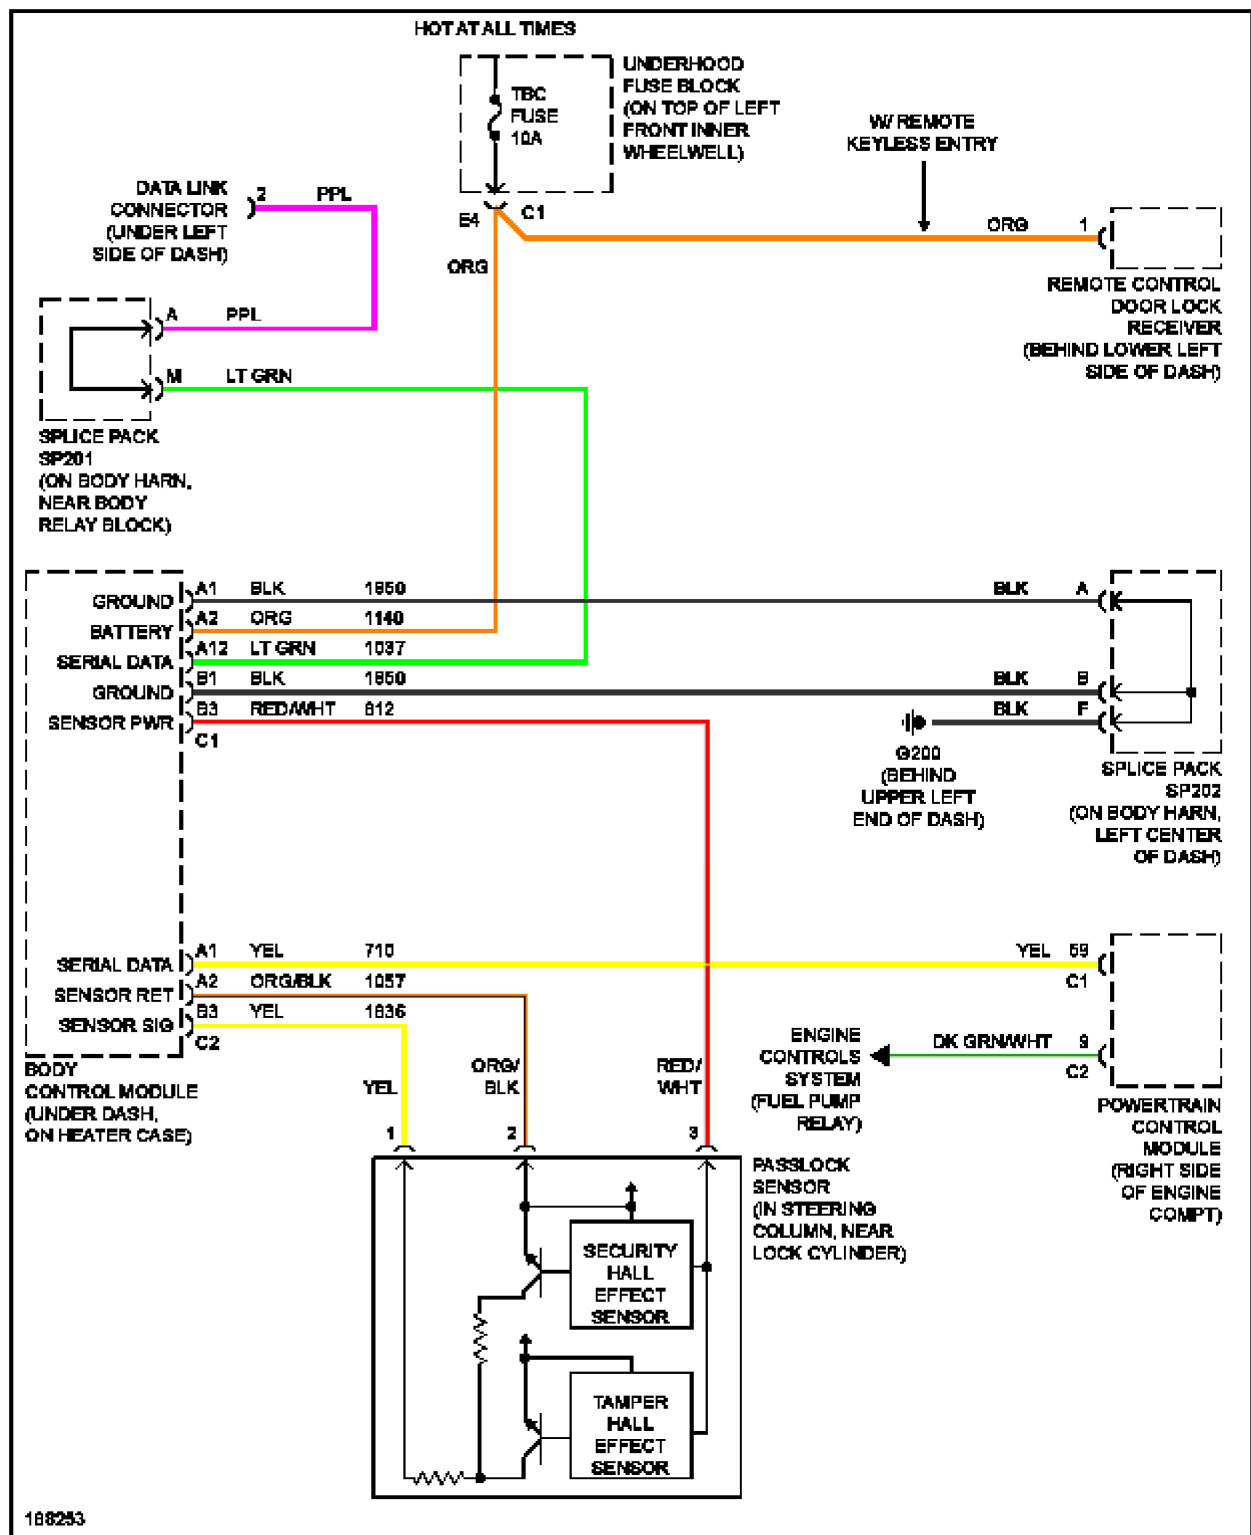 HOT AT ALL TIMES
TBC
FUSE
10A
UNDERHOOD
FUSE BLOCK
(ON TOP OF LEFT
FRONT INNER
WHEELWELL)
W/ REMOTE
KEYLESS ENTRY
DATA LINK
CONNECTOR
(UNDER LEFT
SIDE OF DASH)
2 PPL
E4 C1
ORG
ORG 1
REMOTE CONTROL
DOOR LOCK
RECEIVER
(BEHIND LOWER LEFT
SIDE OF DASH)
A PPL
M LT GRN
SPLICE PACK
SP201
(ON BODY HARN,
NEAR BODY
RELAY BLOCK)
GROUND A1 BLK 1850
BATTERY A2 ORG 1140
SERIAL DATA A12 LT GRN 1037
GROUND B1 BLK 1850
SENSOR PWR B3 RED/WHT 812
C1
BLK A
BLK B
BLK F
G200
(BEHIND
UPPER LEFT
END OF DASH)
SPLICE PACK
SP202
(ON BODY HARN,
LEFT CENTER
OF DASH)
SERIAL DATA A1 YEL 710
SENSOR RET A2 ORG/BLK 1057
SENSOR SIG B3 YEL 1836
C2
BODY
CONTROL MODULE
(UNDER DASH,
ON HEATER CASE)
YEL 59
C1
DK GRN/WHT 9
C2
ENGINE
CONTROLS
SYSTEM
(FUEL PUMP
RELAY)
POWERTRAIN
CONTROL
MODULE
(RIGHT SIDE
OF ENGINE
COMPT)
YEL
ORG/
BLK
RED/
WHT
1 2 3
PASSLOCK
SENSOR
(IN STEERING
COLUMN, NEAR
LOCK CYLINDER)
SECURITY
HALL
EFFECT
SENSOR
TAMPER
HALL
EFFECT
SENSOR
168253